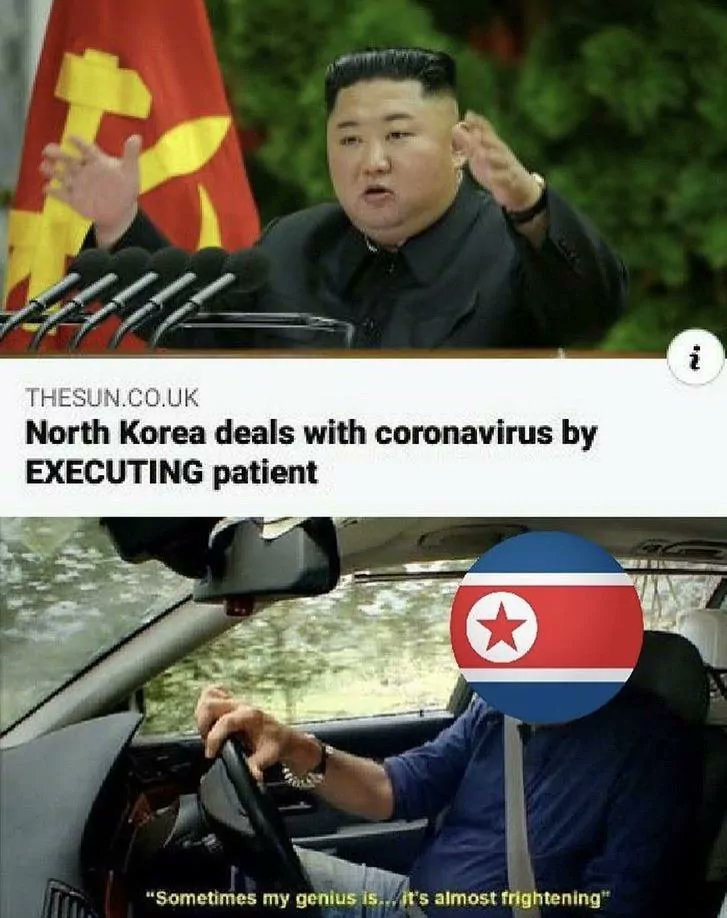 THESUN.CO.UK
North Korea deals with coronavirus by
EXECUTING patient
i
"Sometimes my genius is... it's almost frightening"